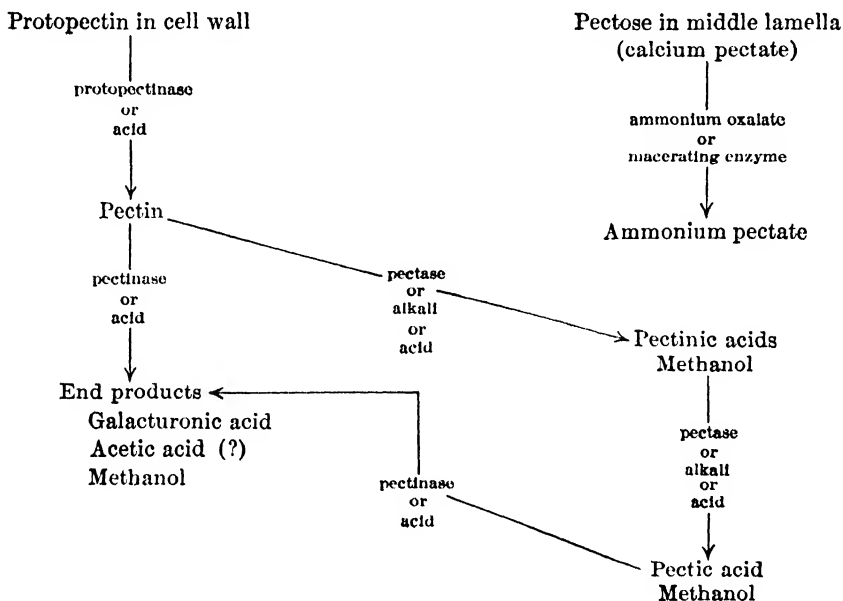 Protopectin in cell wall
protopectinase
or
acid
Pectin
pectinase
or
acid
End products
Galacturonic acid
Acetic acid (?)
Methanol
Pectose in middle lamella
(calcium pectate)
ammonium oxalate
or
macerating enzyme
Ammonium pectate
pectase
or
alkali
or
acid
Pectinic acids
Methanol
pectase
or
alkali
or
acid
Pectic acid
Methanol
pectinase
or
acid